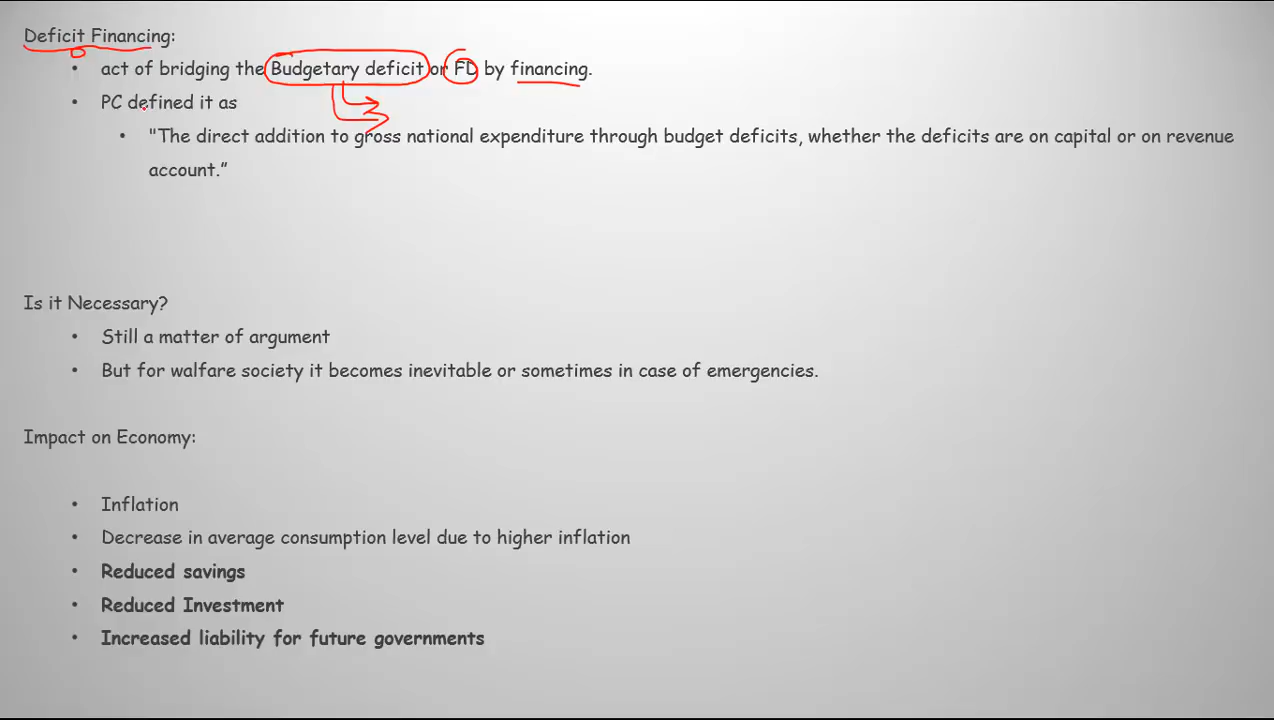 Deficit Financing:
• act of bridging the Budgetary deficit or FD by financing.
• PC defined it as
• "The direct addition to gross national expenditure through budget deficits, whether the deficits are on capital or on revenue
account.”
Is it Necessary?
• Still a matter of argument
• But for walfare society it becomes inevitable or sometimes in case of emergencies.
Impact on Economy:
• Inflation
• Decrease in average consumption level due to higher inflation
• Reduced savings
• Reduced Investment
• Increased liability for future governments